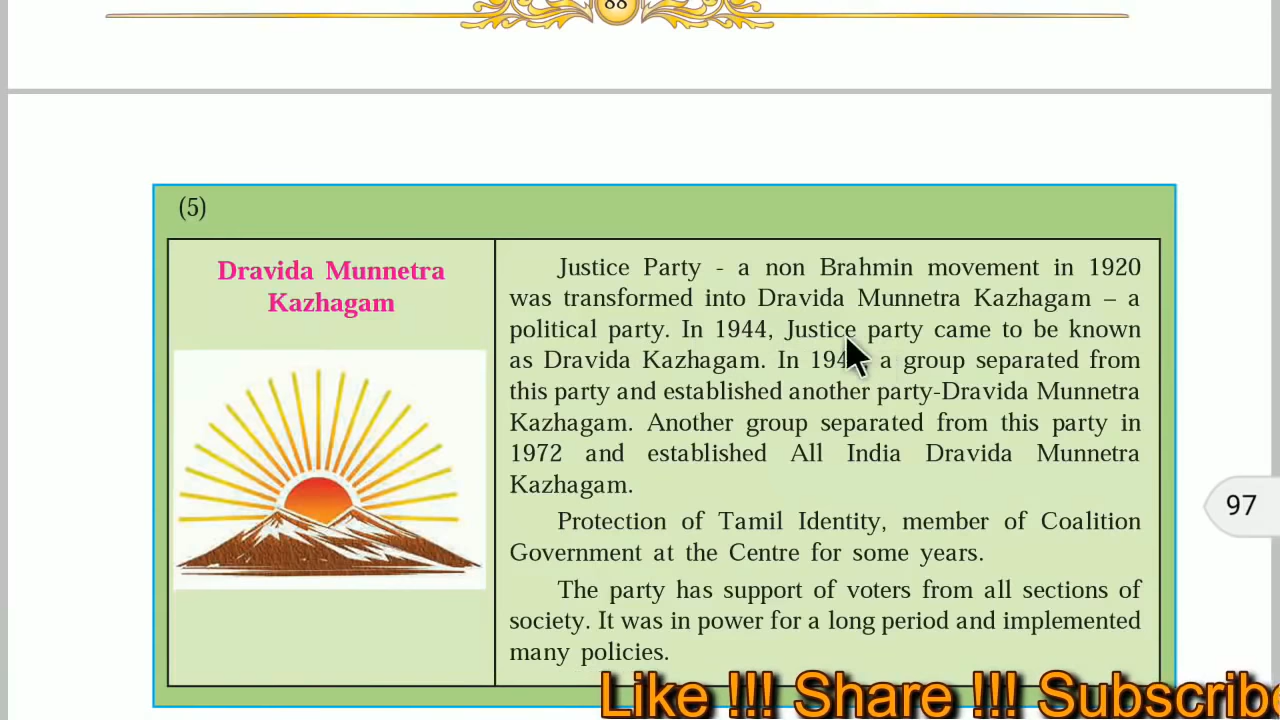 88
(5)
Dravida Munnetra
Kazhagam
Justice Party - a non Brahmin movement in 1920
was transformed into Dravida Munnetra Kazhagam – a
political party. In 1944, Justice party came to be known
as Dravida Kazhagam. In a group separated from
this party and established another party-Dravida Munnetra
Kazhagam. Another group separated from this party in
1972 and established All India Dravida Munnetra
Kazhagam.
Protection of Tamil Identity, member of Coalition
Government at the Centre for some years.
The party has support of voters from all sections of
society. It was in power for a long period and implemented
many policies.
97
Like !!! Share !!! Subscribe